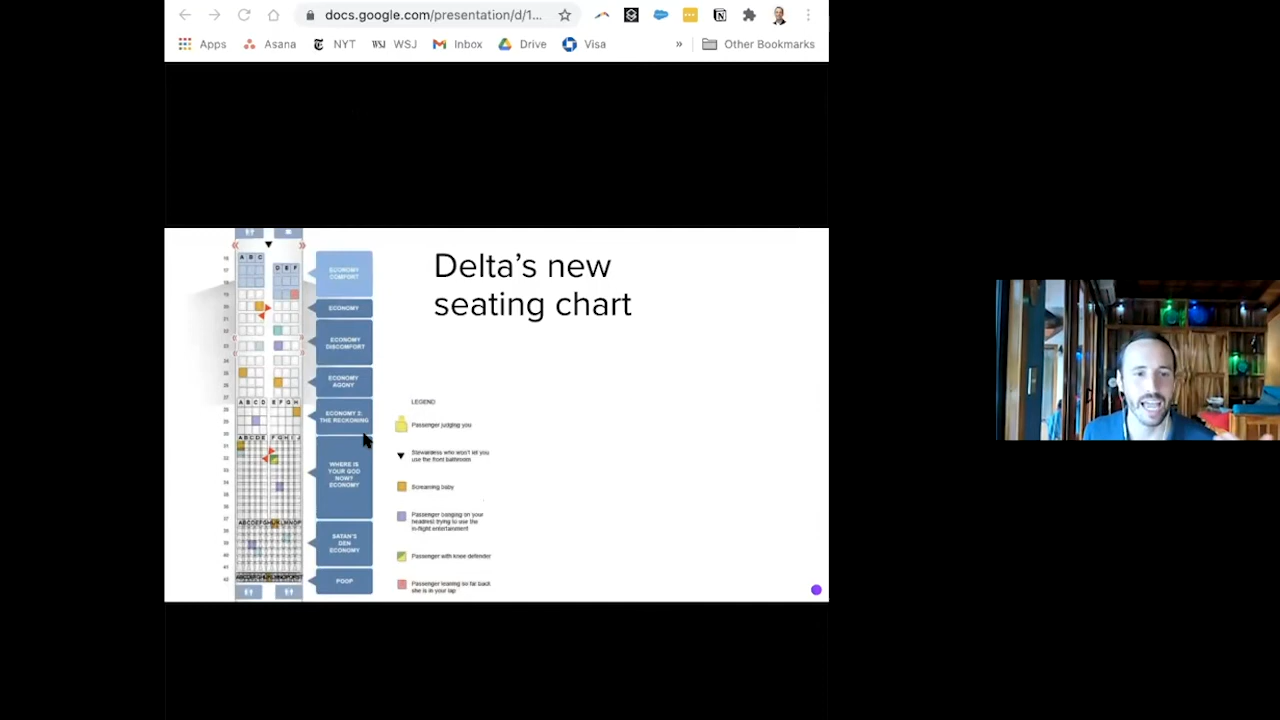 docs.google.com/presentation/d/1...
Apps Asana NYT WSJ WSJ Inbox Drive Visa » Other Bookmarks
Delta's new
seating chart
A B C
D E F
ECONOMY
COMFORT
ECONOMY
ECONOMY
DISCOMFORT
ECONOMY
AGONY
A B C D E F G H
ECONOMY 2:
THE RECKONING
WHERE IS
YOUR GOD
NOW?
ECONOMY
SATAN'S
DEN
ECONOMY
POOP
LEGEND
Passenger judging you
Stewardess who won't let you
use the front bathroom
Screaming baby
Passenger banging on your
headrest trying to use the
in-flight entertainment
Passenger with knee defender
Passenger leaning so far back
she is in your lap